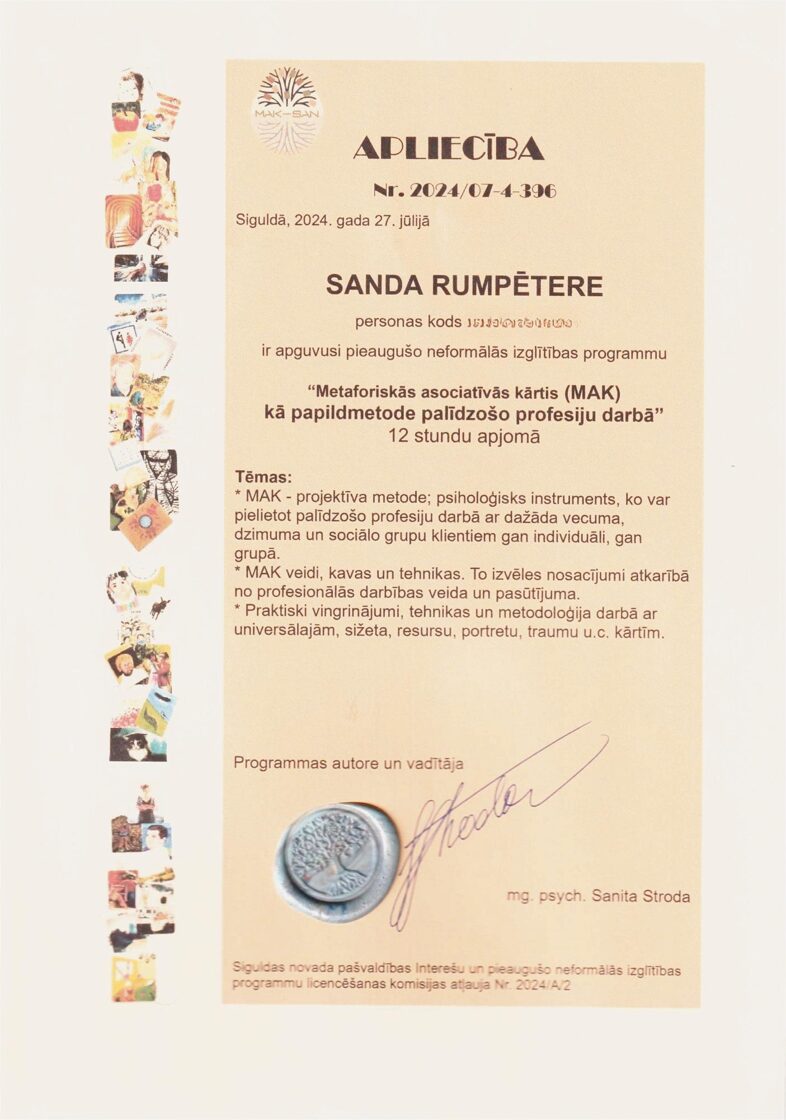 MAK-SAN
APLIECĪBA
Nr. 2024/07-4-396
Siguldā, 2024. gada 27. jūlijā
SANDA RUMPĒTERE
personas kods
ir apguvusi pieaugušo neformālās izglītības programmu
“Metaforiskās asociatīvās kārtis (MAK)
kā papildmetode palīdzošo profesiju darbā”
12 stundu apjomā
Tēmas:
* MAK - projektīva metode; psiholoģisks instruments, ko var
pielietot palīdzošo profesiju darbā ar dažāda vecuma,
dzimuma un sociālo grupu klientiem gan individuāli, gan
grupā.
* MAK veidi, kavas un tehnikas. To izvēles nosacījumi atkarībā
no profesionālās darbības veida un pasūtījuma.
* Praktiski vingrinājumi, tehnikas un metodoloģija darbā ar
universālajām, sižeta, resursu, portretu, traumu u.c. kārtīm.
Programmas autore un vadītāja
mg. psych. Sanita Stroda
Siguldas novada pašvaldības Interešu un pieaugušo neformālās izglītības
programmu licencēšanas komisijas atļauja Nr. 2024/A/2